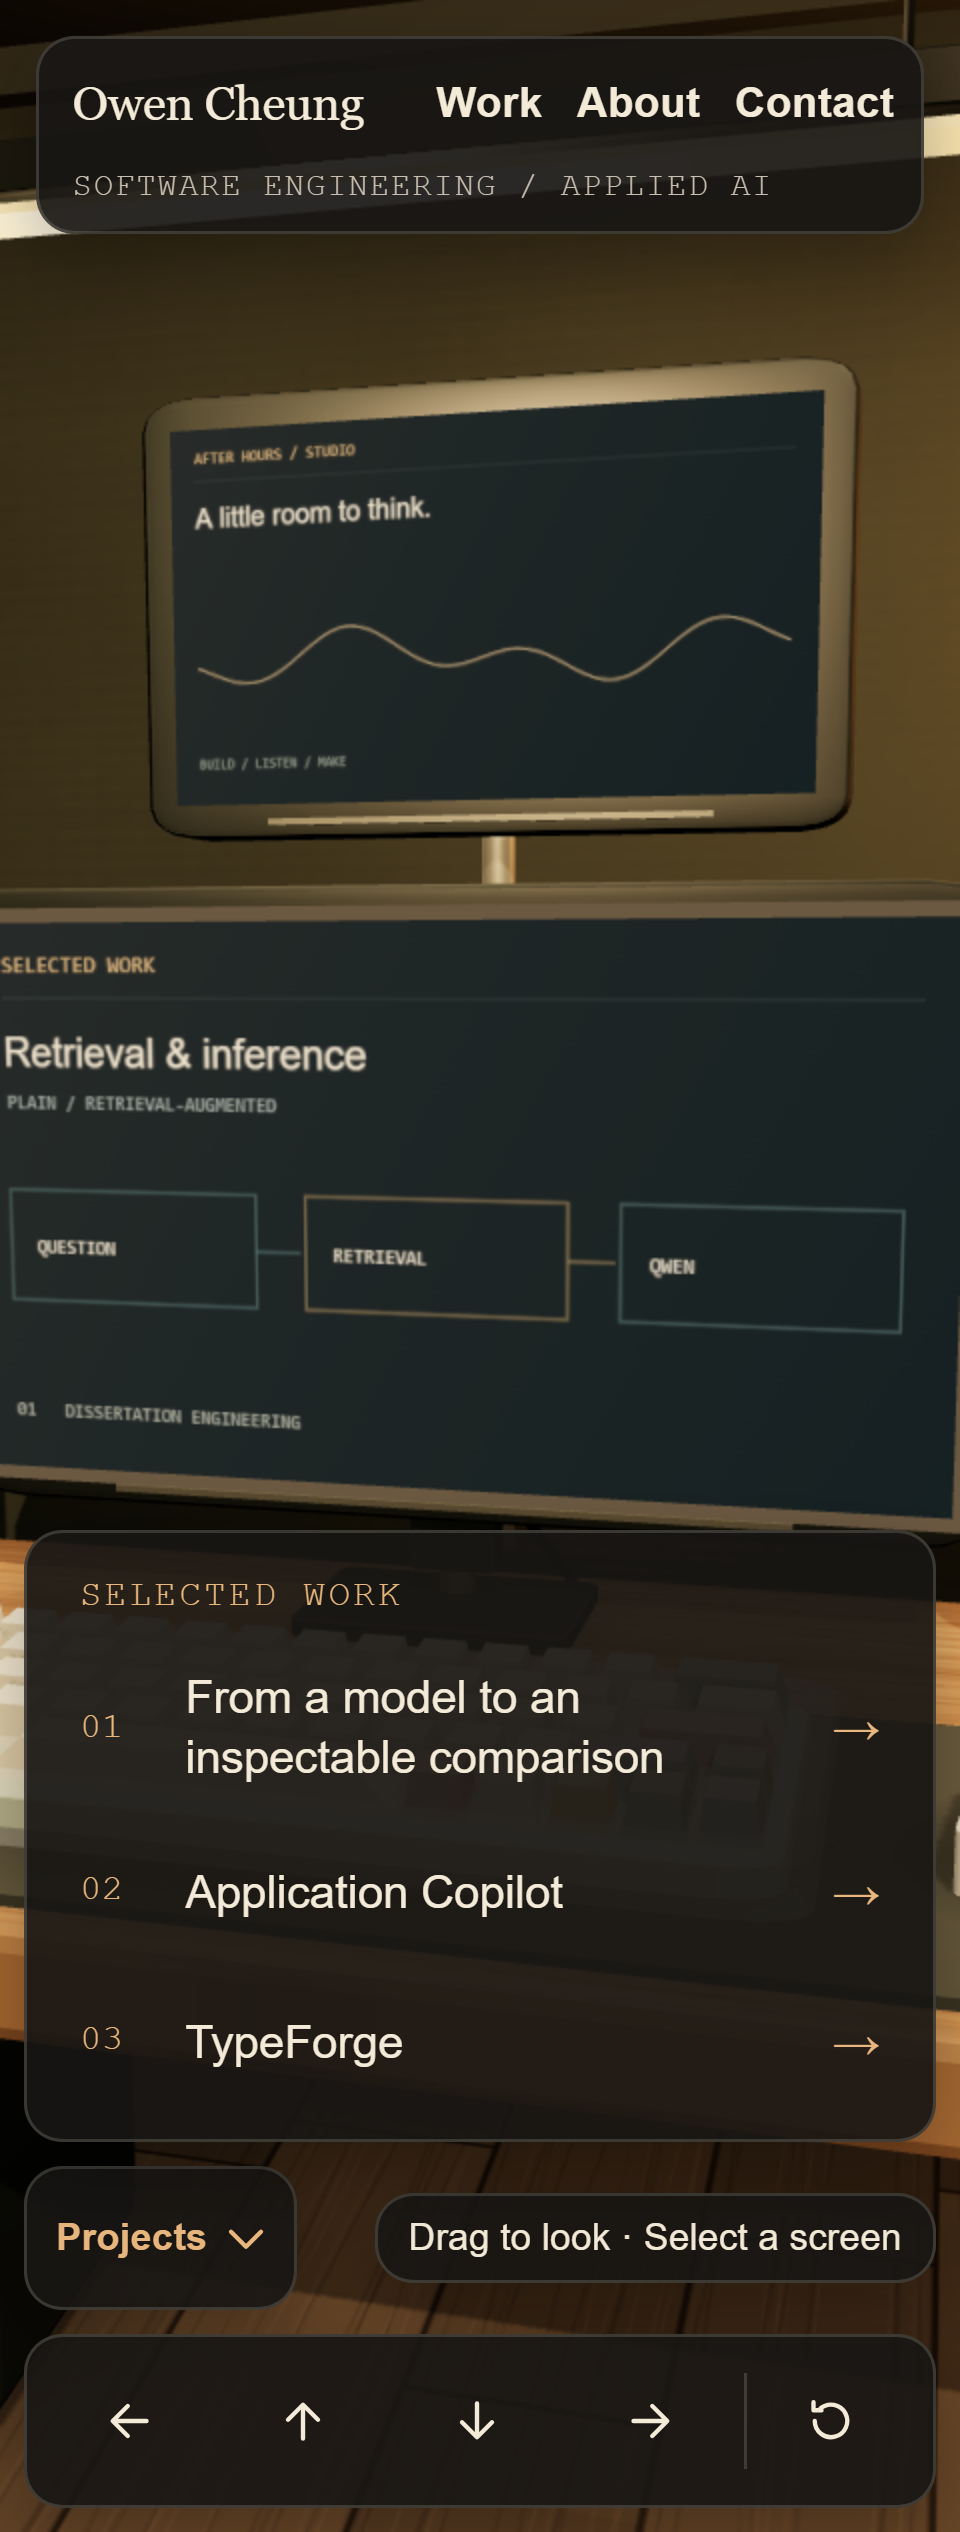 Owen Cheung
Work About Contact
SOFTWARE ENGINEERING / APPLIED AI
AFTER HOURS / STUDIO
A little room to think.
BUILD / LISTEN / MAKE
SELECTED WORK
Retrieval & inference
PLAIN / RETRIEVAL-AUGMENTED
QUESTION
RETRIEVAL
QWEN
01 DISSERTATION ENGINEERING
SELECTED WORK
01 From a model to an
inspectable comparison →
02 Application Copilot →
03 TypeForge →
Projects
Drag to look · Select a screen